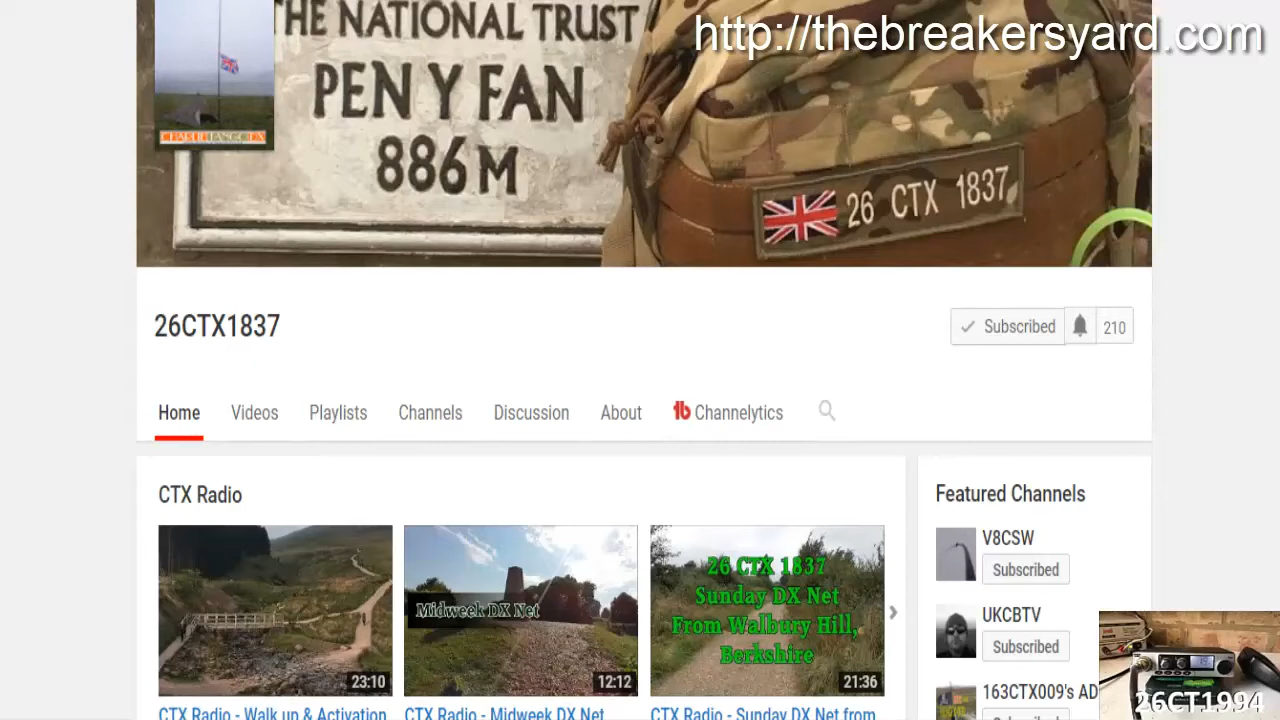 http://thebreakersyard.com
THE NATIONAL TRUST
PEN Y FAN
886 M
26 CTX 1837
26CTX1837
Subscribed
210
Home
Videos
Playlists
Channels
Discussion
About
Channelytics
CTX Radio
Featured Channels
V8CSW
Subscribed
UKCBTV
Subscribed
163CTX009's AD
Midweek DX Net
26 CTX 1837
Sunday DX Net
From Walbury Hill,
Berkshire
23:10
12:12
21:36
CTX Radio - Walk up & Activation
CTX Radio - Midweek DX Net
CTX Radio - Sunday DX Net from
26CT1994